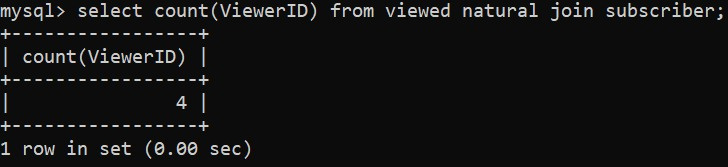 mysql> select count(ViewerID) from viewed natural join subscriber;
+-----------------+
| count(ViewerID) |
+-----------------+
|               4 |
+-----------------+
1 row in set (0.00 sec)